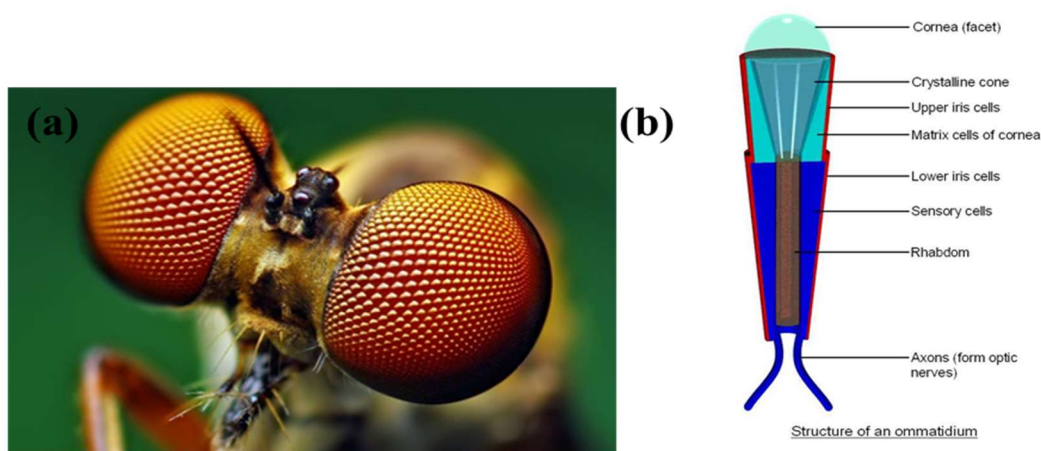 (a)
(b)
Cornea (facet)
Crystalline cone
Upper iris cells
Matrix cells of cornea
Lower iris cells
Sensory cells
Rhabdom
Axons (form optic
nerves)
Structure of an ommatidium